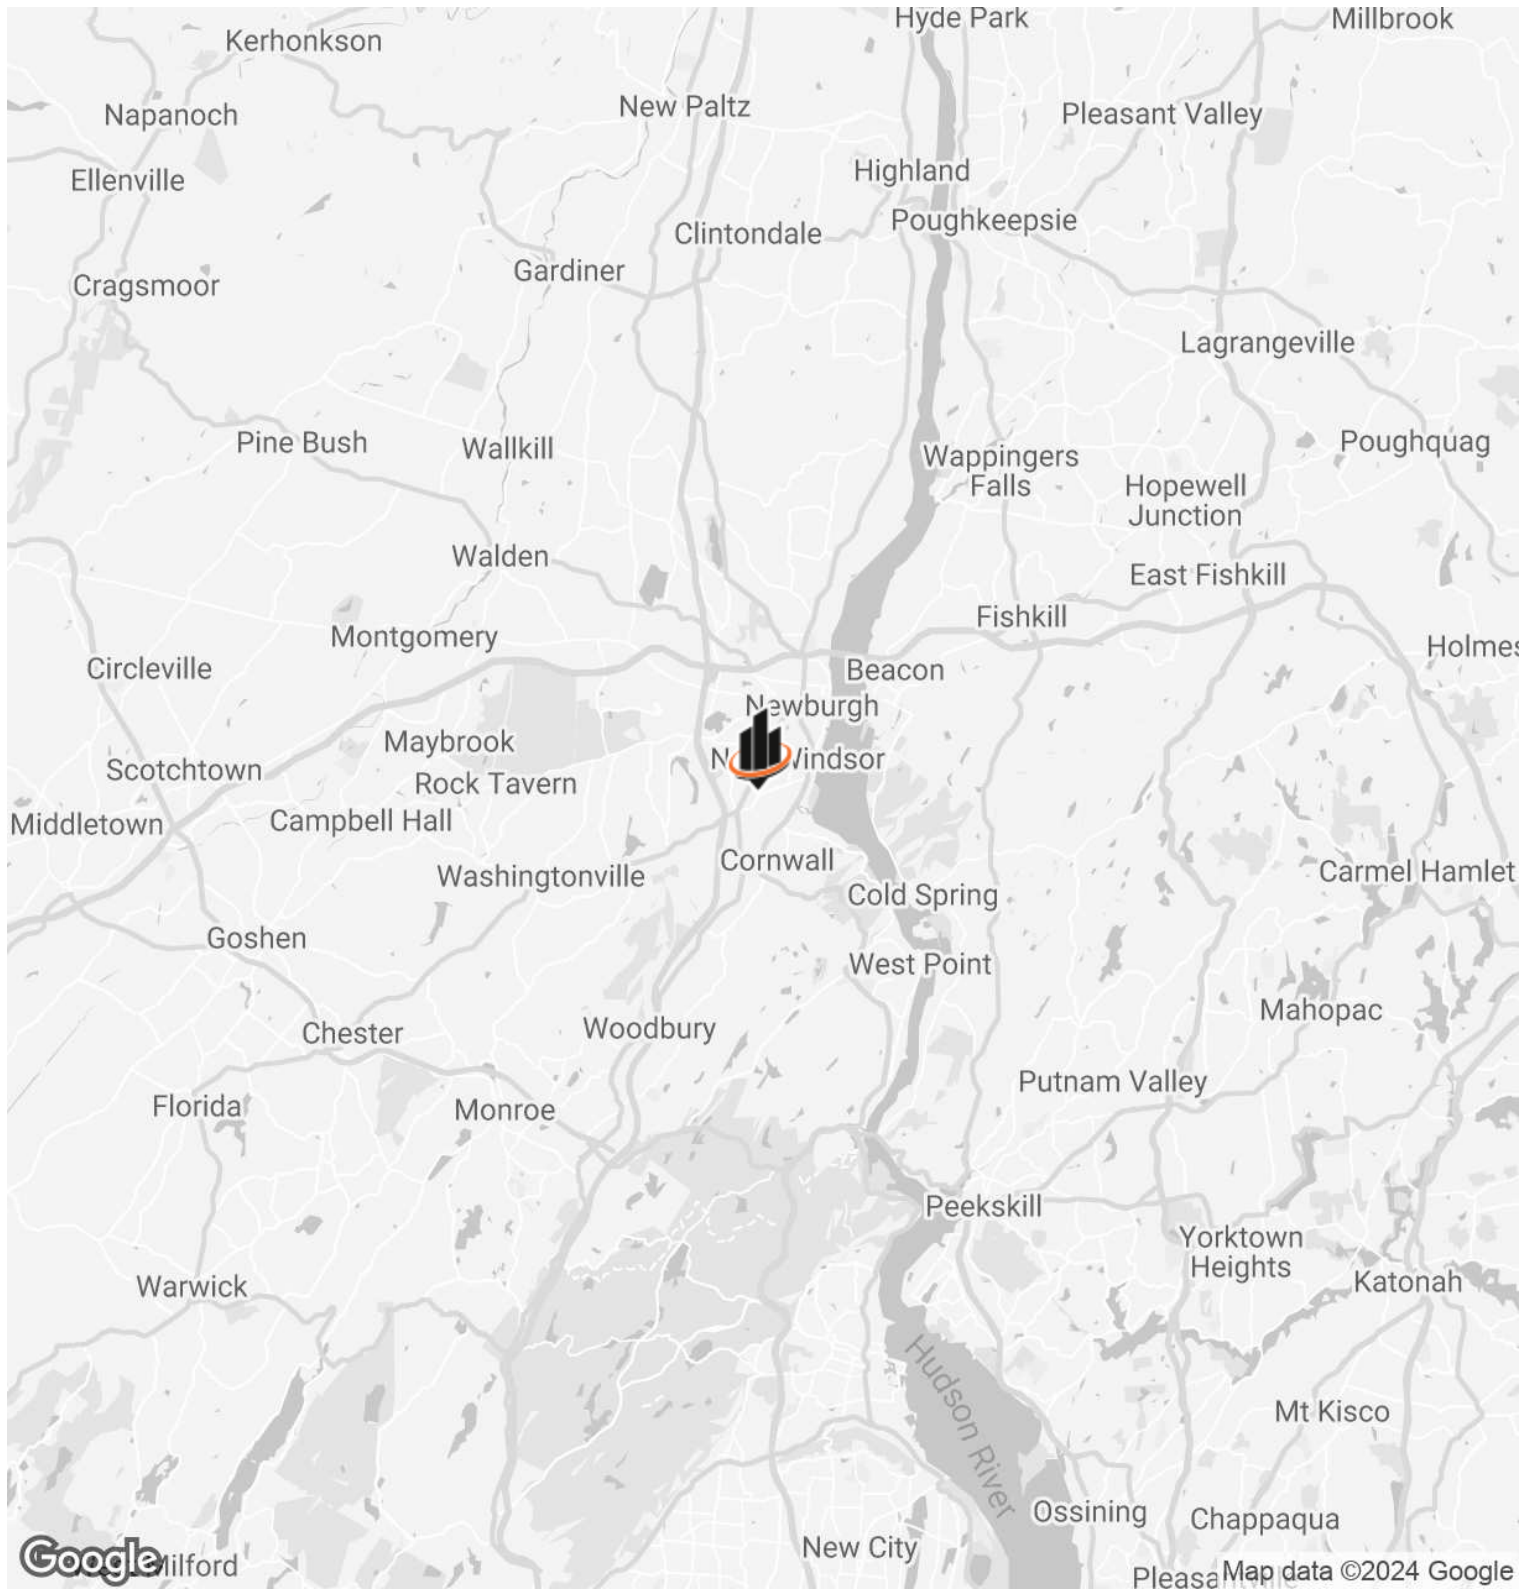 Hyde Park
Millbrook
Kerhonkson
New Paltz
Napanoch
Pleasant Valley
Highland
Ellenville
Poughkeepsie
Clintondale
Gardiner
Cragsmoor
Lagrangeville
Pine Bush
Wallkill
Poughquag
Wappingers
Falls
Hopewell
Junction
Walden
East Fishkill
Fishkill
Montgomery
Holmes
Circleville
Beacon
Newburgh
Maybrook
Windsor
Scotchtown
Rock Tavern
Middletown
Campbell Hall
Cornwall
Washingtonville
Carmel Hamlet
Cold Spring
Goshen
West Point
Mahopac
Woodbury
Chester
Putnam Valley
Florida
Monroe
Peekskill
Yorktown
Heights
Warwick
Katonah
Hudson River
Mt Kisco
Ossining
Chappaqua
New City
Google
Milford
Map data ©2024 Google